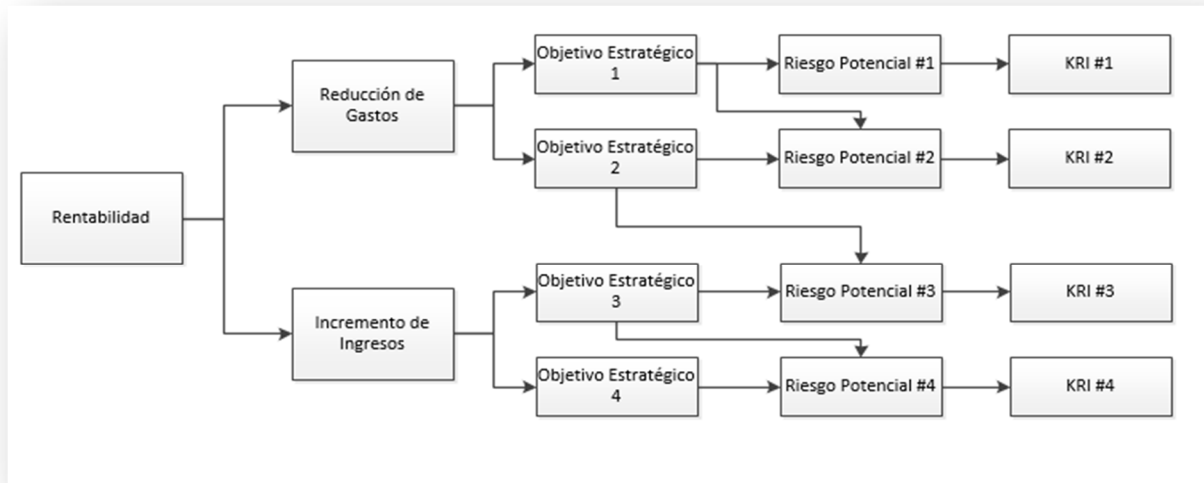 Rentabilidad
Reducción de
Gastos
Incremento de
Ingresos
Objetivo Estratégico
1
Objetivo Estratégico
2
Objetivo Estratégico
3
Objetivo Estratégico
4
Riesgo Potencial #1
Riesgo Potencial #2
Riesgo Potencial #3
Riesgo Potencial #4
KRI #1
KRI #2
KRI #3
KRI #4